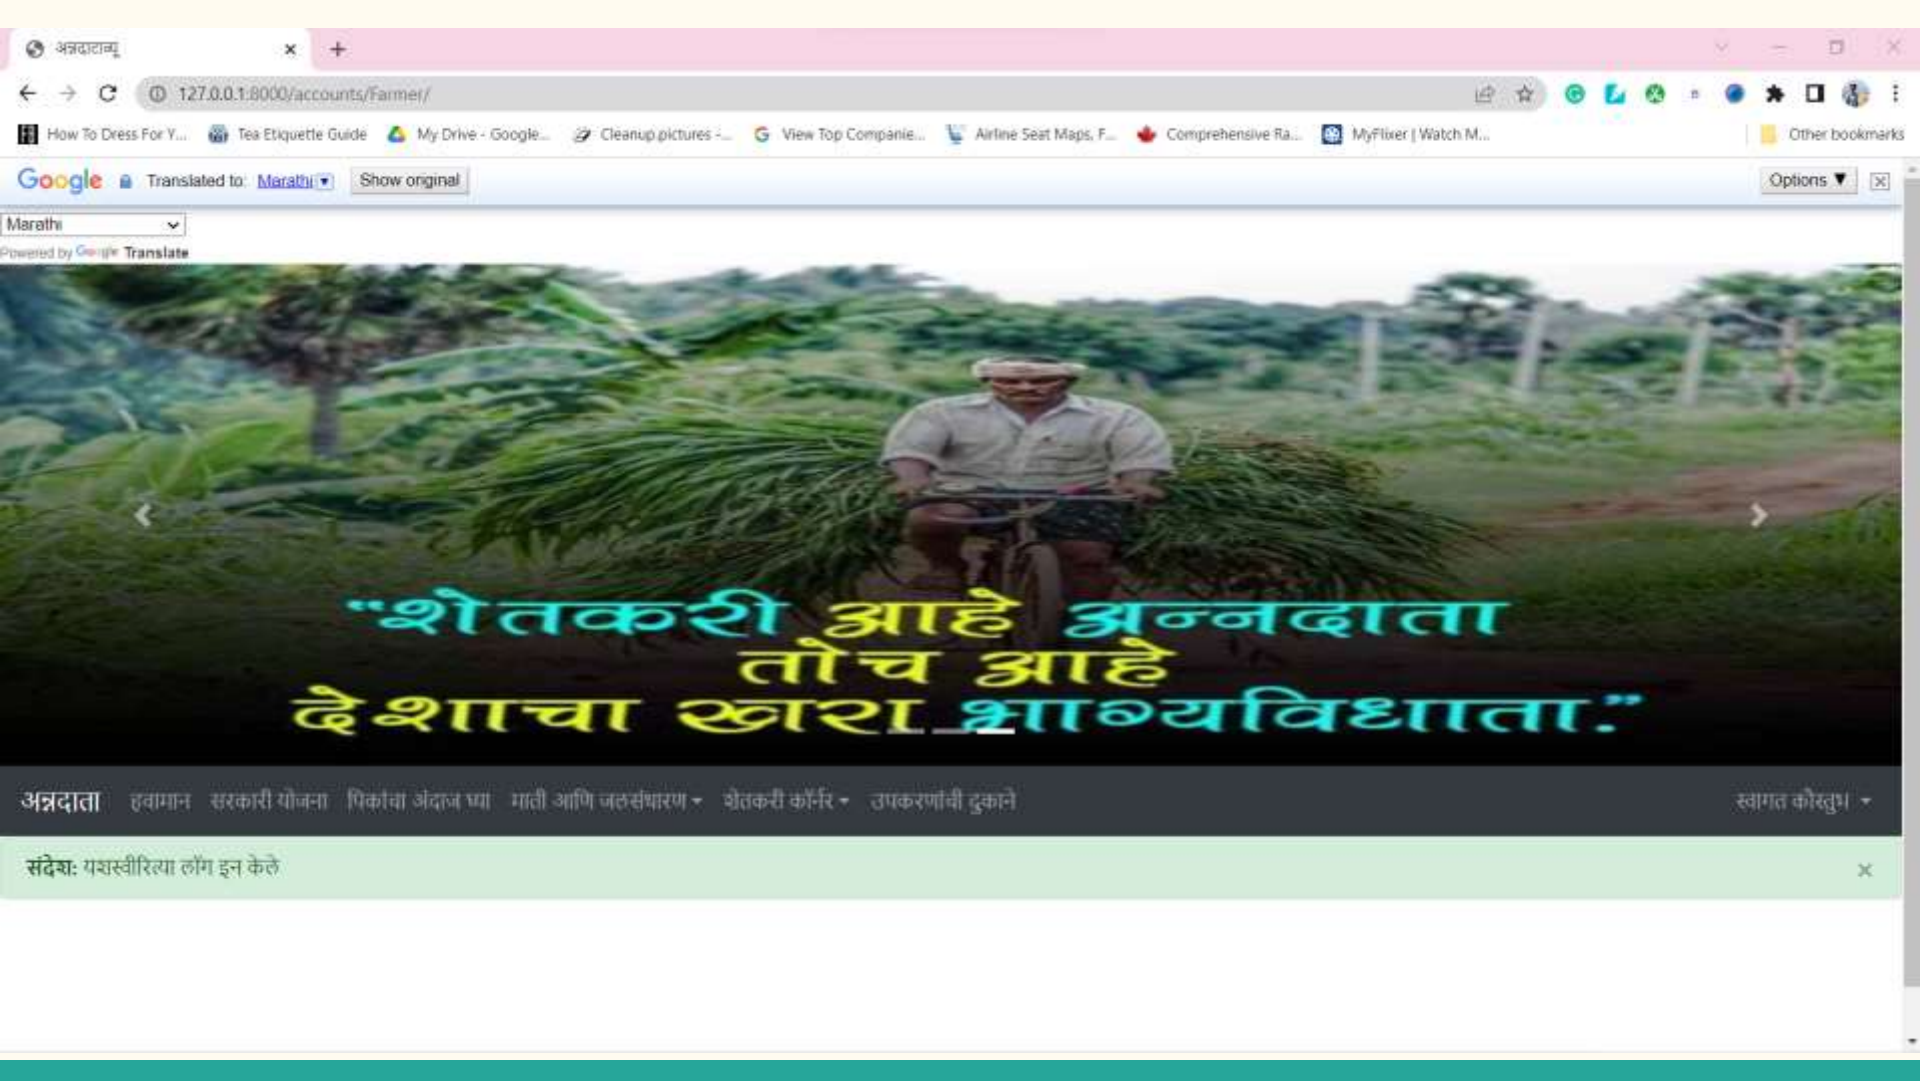 अन्नदाताव्यू
127.0.0.1:8000/accounts/Farmer/
How To Dress For Y... Tea Etiquette Guide My Drive - Google... Cleanup.pictures -... View Top Companie... Airline Seat Maps, F... Comprehensive Ra... MyFlixer | Watch M... Other bookmarks
Google Translated to: Marathi Show original Options
Marathi
Powered by Google Translate
“शेतकरी आहे अन्नदाता
तोच आहे
देशाचा खरा भाग्यविधाता.”
अन्नदाता हवामान सरकारी योजना पिकांचा अंदाज घ्या माती आणि जलसंधारण शेतकरी कॉर्नर उपकरणांची दुकाने स्वागत कौस्तुभ
संदेश: यशस्वीरित्या लॉग इन केले